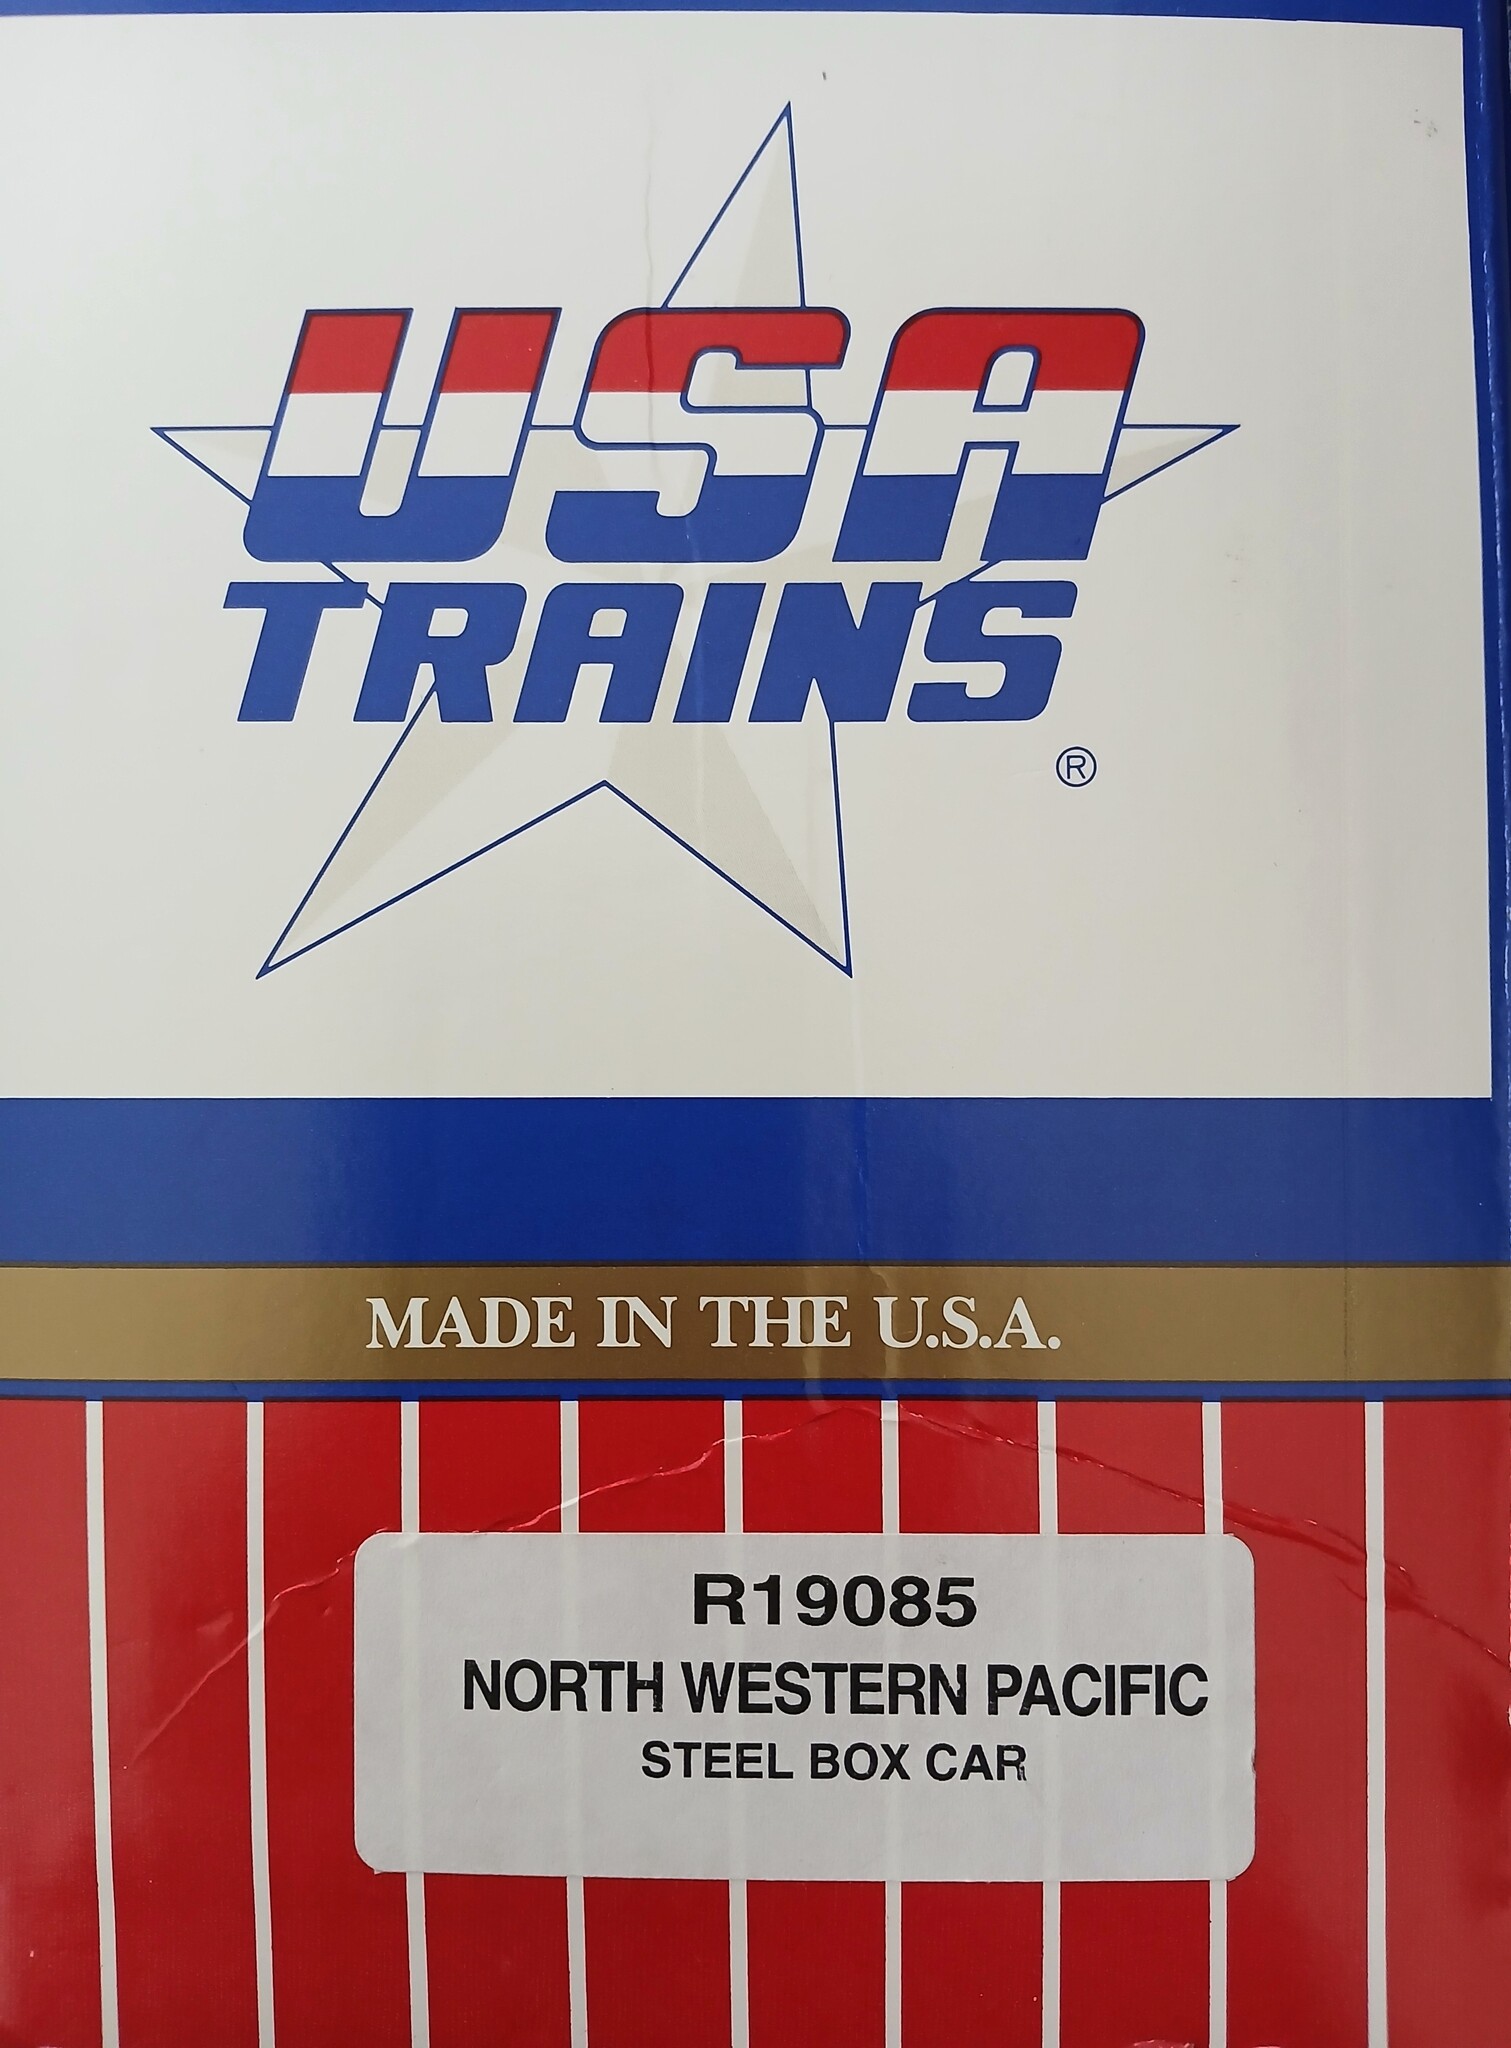 USA
TRAINS
®
MADE IN THE U.S.A.
R19085
NORTH WESTERN PACIFIC
STEEL BOX CAR